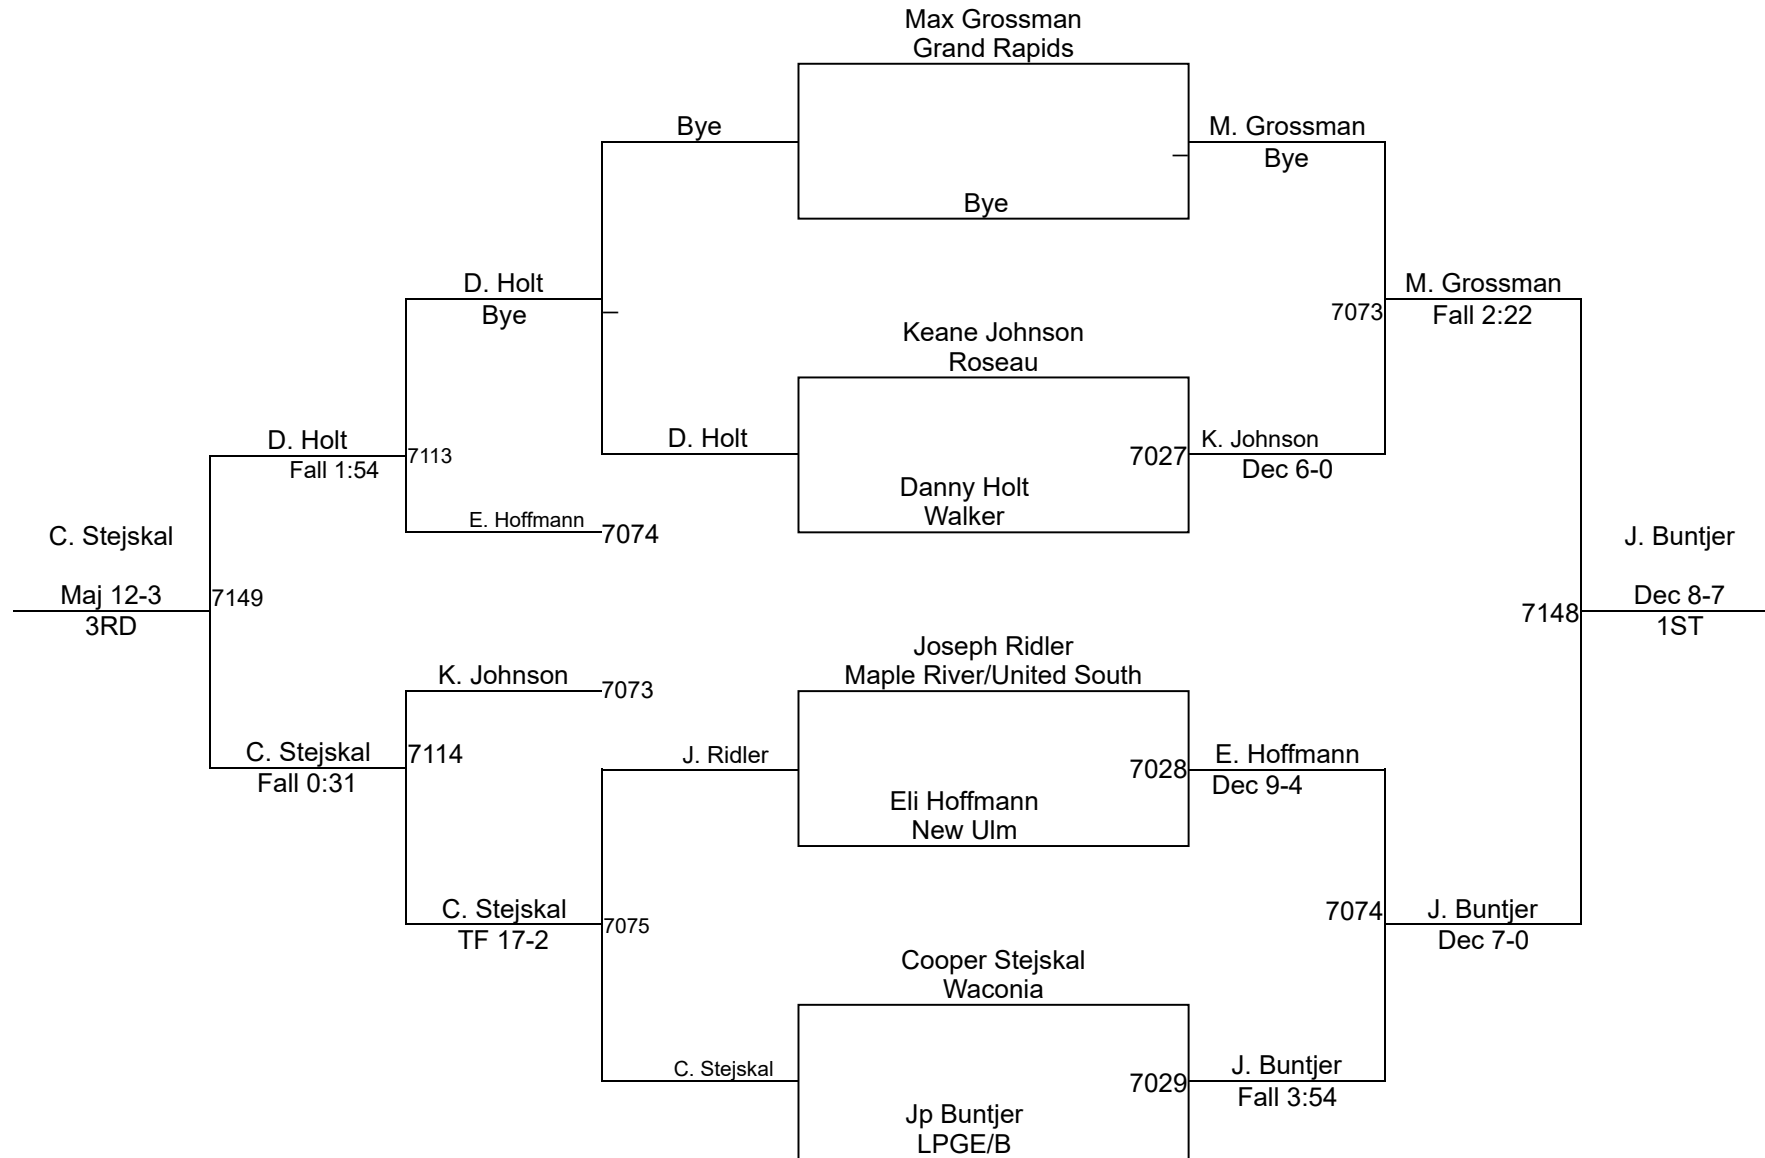 Max Grossman
Grand Rapids
Bye
M. Grossman
Bye
Bye
D. Holt
Bye
M. Grossman
7073
Fall 2:22
Keane Johnson
Roseau
D. Holt
Fall 1:54
7113
D. Holt
7027
K. Johnson
Dec 6-0
Danny Holt
Walker
E. Hoffmann
7074
C. Stejskal
Maj 12-3
3RD
7149
J. Buntjer
7148
Dec 8-7
1ST
Joseph Ridler
Maple River/United South
K. Johnson
7073
C. Stejskal
Fall 0:31
7114
J. Ridler
7028
E. Hoffmann
Dec 9-4
Eli Hoffmann
New Ulm
C. Stejskal
TF 17-2
7075
7074
J. Buntjer
Dec 7-0
Cooper Stejskal
Waconia
C. Stejskal
7029
J. Buntjer
Fall 3:54
Jp Buntjer
LPGE/B